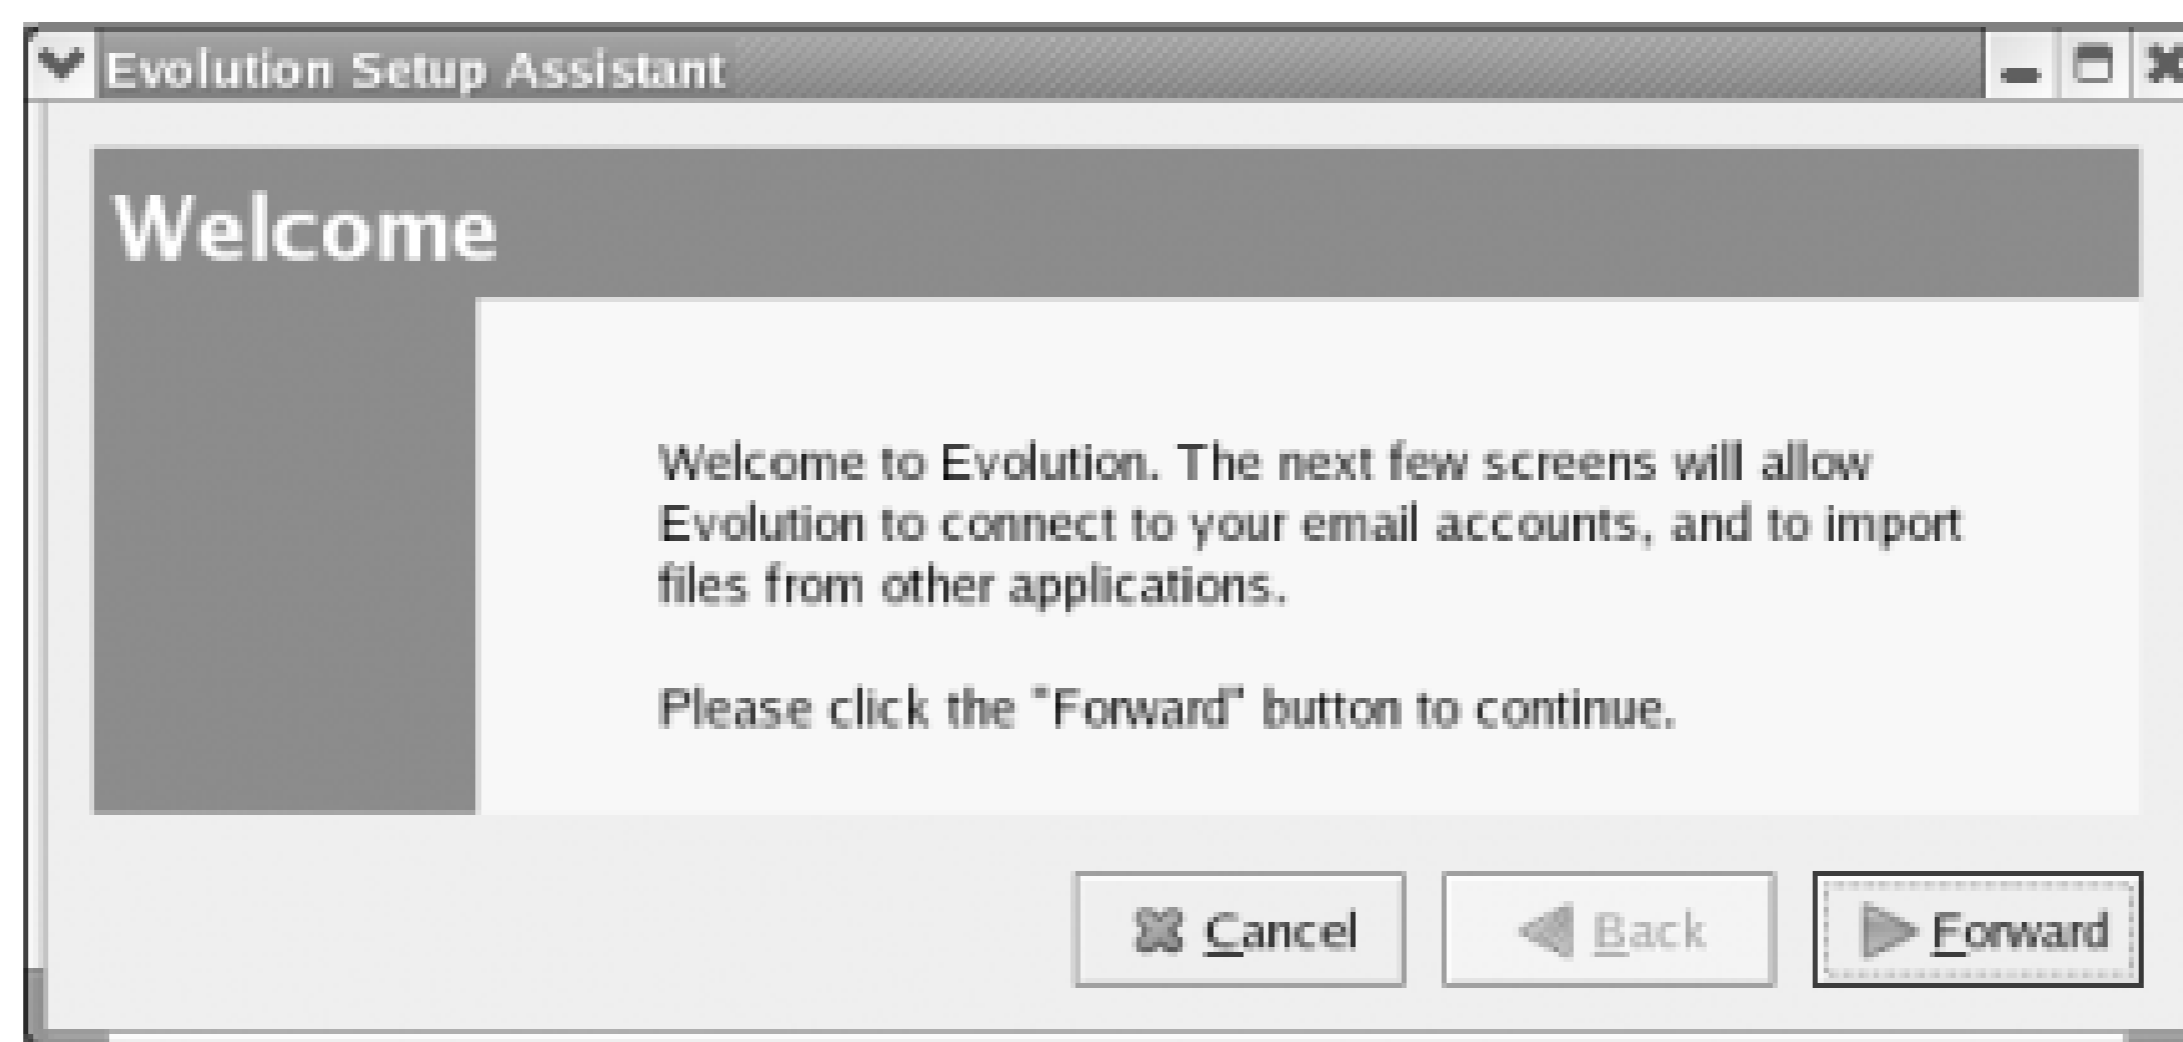 Evolution Setup Assistant
Welcome
Welcome to Evolution. The next few screens will allow
Evolution to connect to your email accounts, and to import
files from other applications.
Please click the "Forward" button to continue.
Cancel
Back
Forward